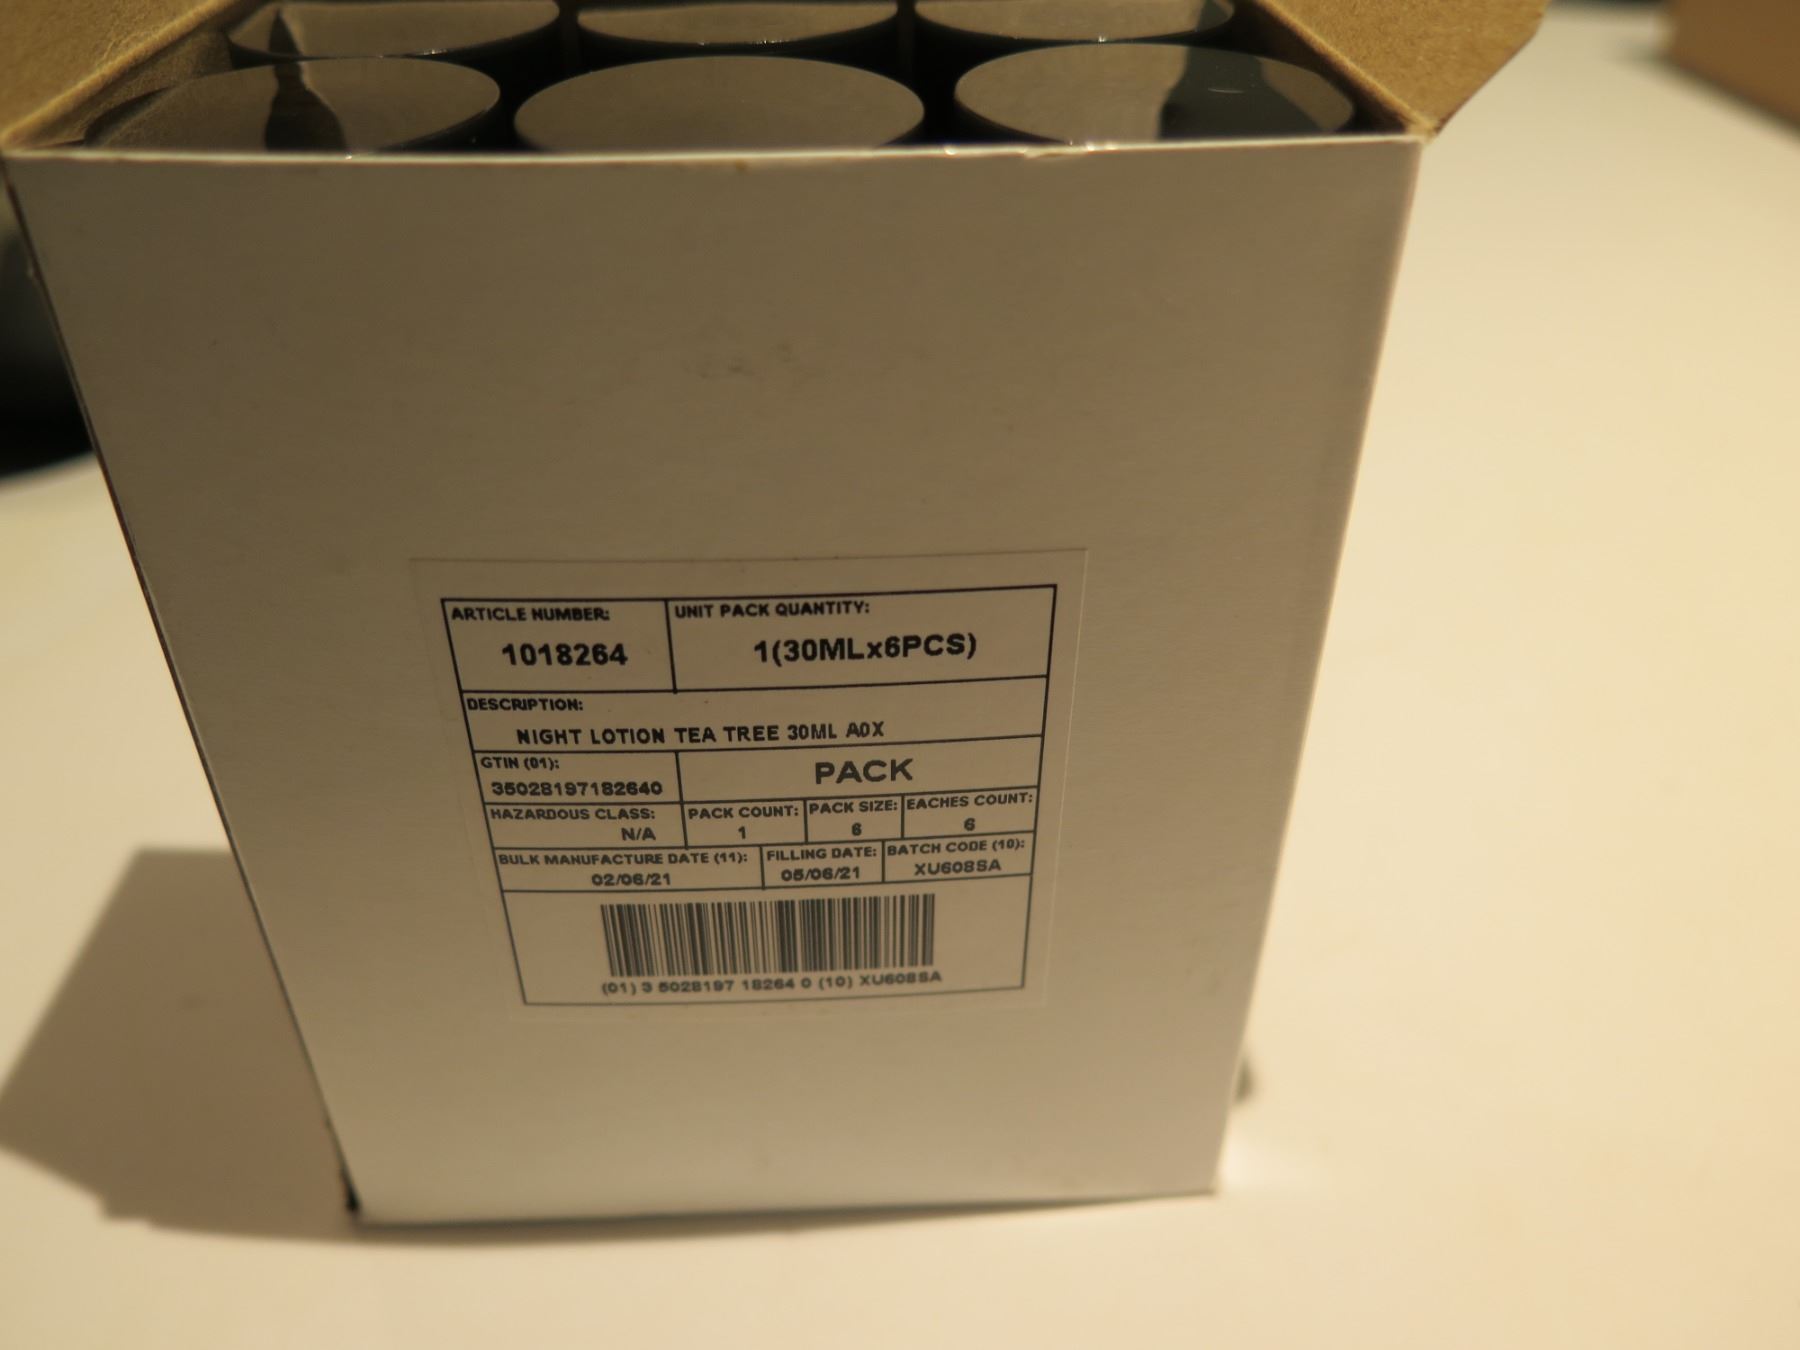 ARTICLE NUMBER:
1018264
UNIT PACK QUANTITY:
1(30MLx6PCS)
DESCRIPTION:
NIGHT LOTION TEA TREE 30ML A0X
GTIN (01):
35028197182640
PACK
HAZARDOUS CLASS:
N/A
PACK COUNT:
1
PACK SIZE:
6
EACHES COUNT:
6
BULK MANUFACTURE DATE (11):
02/06/21
FILLING DATE:
05/06/21
BATCH CODE (10):
XU608SA
(01) 3 5028197 18264 0 (10) XU608SA